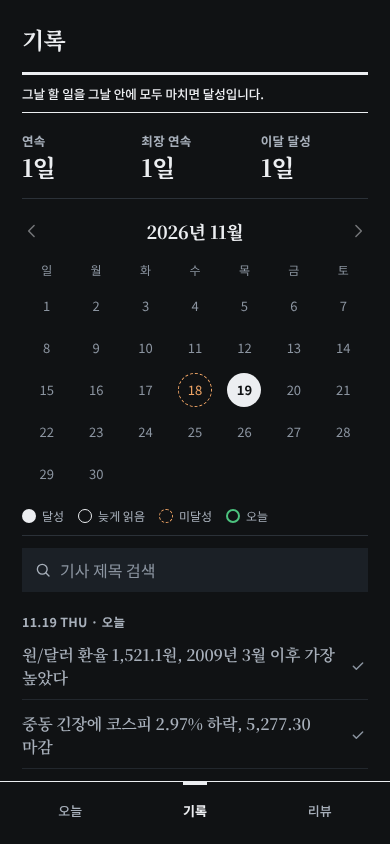 기록
그날 할 일을 그날 안에 모두 마치면 달성입니다.
연속 최장 연속 이달 달성
1일 1일 1일
2026년 11월
일 월 화 수 목 금 토
1 2 3 4 5 6 7
8 9 10 11 12 13 14
15 16 17 18 19 20 21
22 23 24 25 26 27 28
29 30
달성 늦게 읽음 미달성 오늘
기사 제목 검색
11.19 THU · 오늘
원/달러 환율 1,521.1원, 2009년 3월 이후 가장
높았다
중동 긴장에 코스피 2.97% 하락, 5,277.30
마감
오늘 기록 리뷰